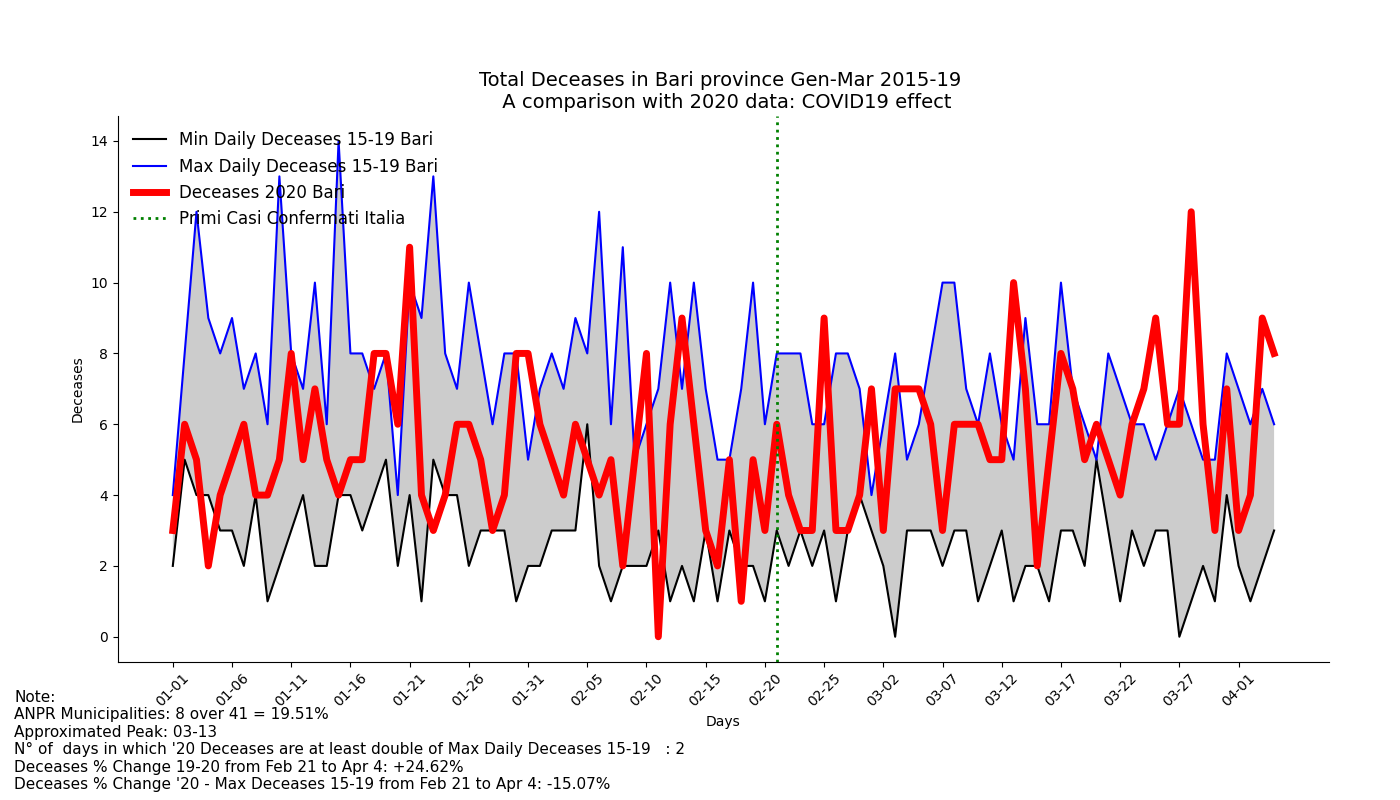 Total Deceases in Bari province Gen-Mar 2015-19
A comparison with 2020 data: COVID19 effect
Min Daily Deceases 15-19 Bari
Max Daily Deceases 15-19 Bari
Deceases 2020 Bari
Primi Casi Confermati Italia
Deceases
14
12
10
8
6
4
2
0
01-01 01-06 01-11 01-16 01-21 01-26 01-31 02-05 02-10 02-15 02-20 02-25 03-02 03-07 03-12 03-17 03-22 03-27 04-01
Days
Note:
ANPR Municipalities: 8 over 41 = 19.51%
Approximated Peak: 03-13
N° of  days in which '20 Deceases are at least double of Max Daily Deceases 15-19   : 2
Deceases % Change 19-20 from Feb 21 to Apr 4: +24.62%
Deceases % Change '20 - Max Deceases 15-19 from Feb 21 to Apr 4: -15.07%